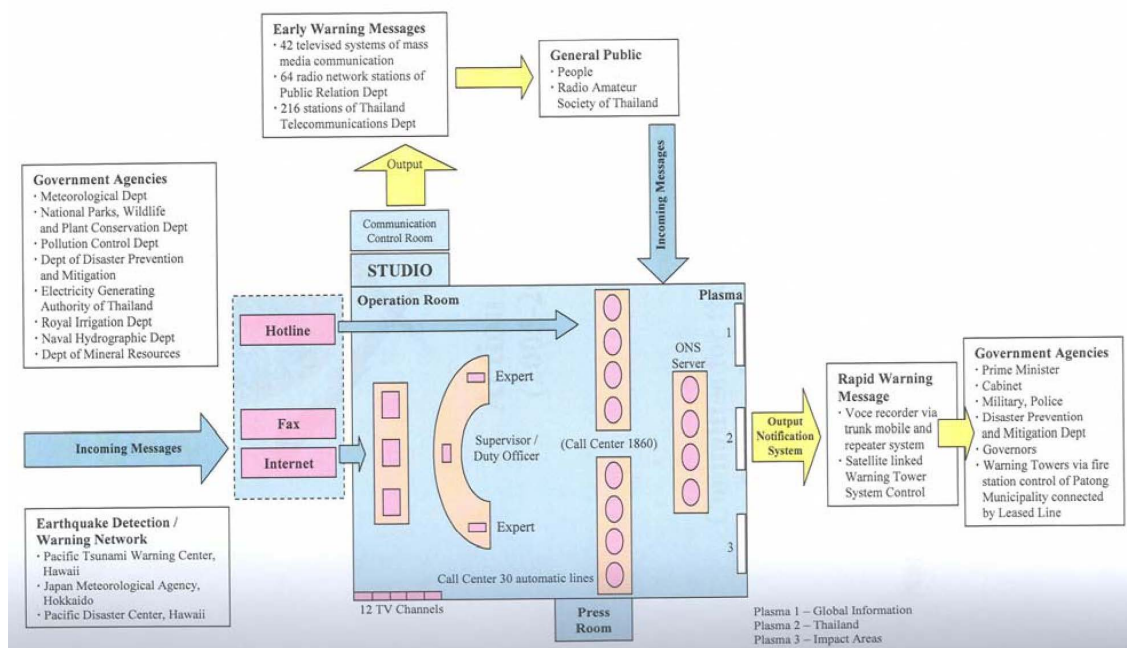 Early Warning Messages
· 42 televised systems of mass
media communication
· 64 radio network stations of
Public Relation Dept
· 216 stations of Thailand
Telecommunications Dept
General Public
· People
· Radio Amateur
Society of Thailand
Output
Incoming Messages
Government Agencies
· Meteorological Dept
· National Parks, Wildlife
and Plant Conservation Dept
· Pollution Control Dept
· Dept of Disaster Prevention
and Mitigation
· Electricity Generating
Authority of Thailand
· Royal Irrigation Dept
· Naval Hydrographic Dept
· Dept of Mineral Resources
Communication
Control Room
STUDIO
Operation Room
Plasma
Hotline
1
ONS
Server
Expert
Fax
Incoming Messages
Internet
Supervisor /
Duty Officer
(Call Center 1860)
2
Output
Notification
System
Rapid Warning
Message
· Voce recorder via
trunk mobile and
repeater system
· Satellite linked
Warning Tower
System Control
Government Agencies
· Prime Minister
· Cabinet
· Military, Police
· Disaster Prevention
and Mitigation Dept
· Governors
· Warning Towers via fire
station control of Patong
Municipality connected
by Leased Line
Earthquake Detection /
Warning Network
· Pacific Tsunami Warning Center,
Hawaii
· Japan Meteorological Agency,
Hokkaido
· Pacific Disaster Center, Hawaii
Expert
3
Call Center 30 automatic lines
12 TV Channels
Press
Room
Plasma 1 – Global Information
Plasma 2 – Thailand
Plasma 3 – Impact Areas